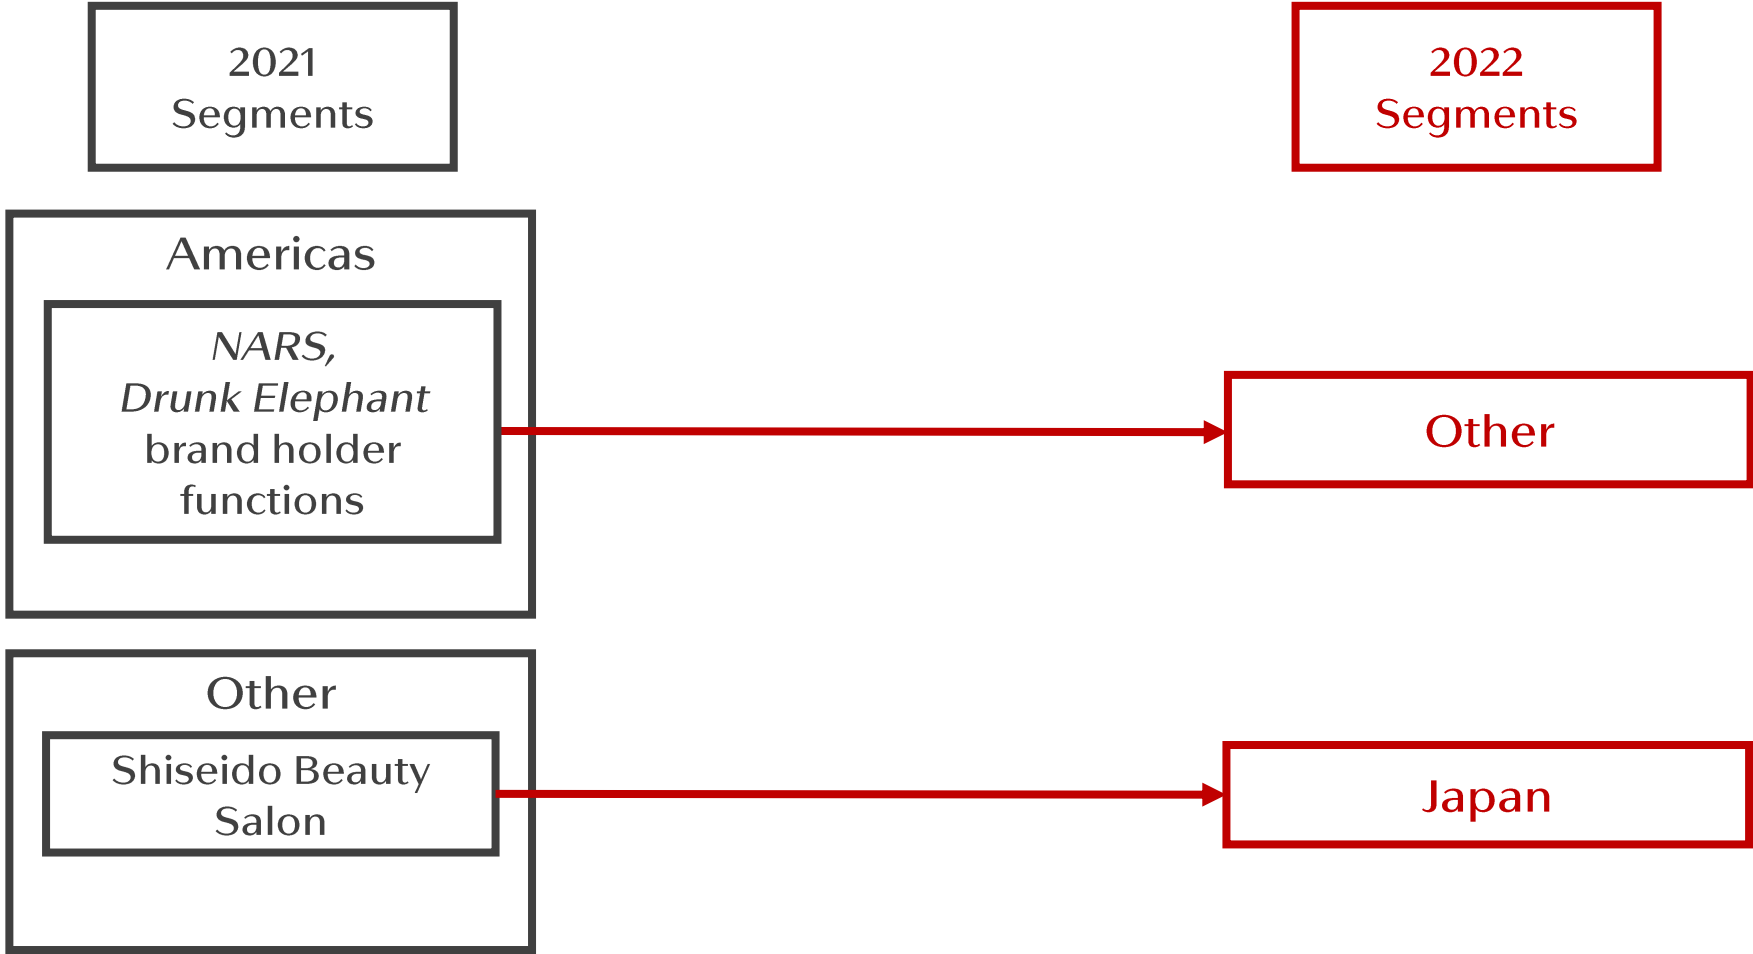 2021
Segments
2022
Segments
Americas
NARS,
Drunk Elephant
brand holder
functions
Other
Other
Shiseido Beauty
Salon
Japan